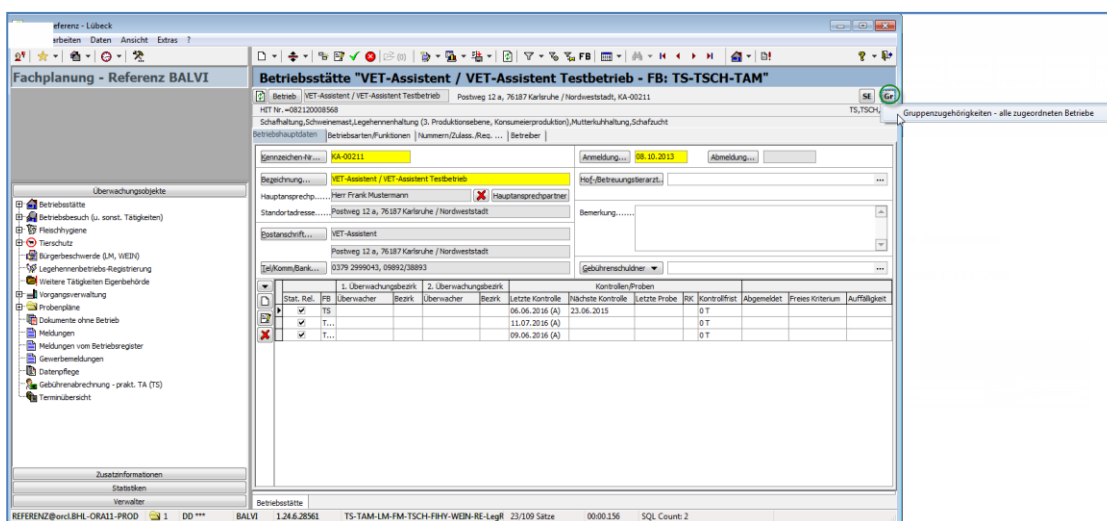 eferenz - Lübeck
arbeiten Daten Ansicht Extras ?
FB
Fachplanung - Referenz BALVI
Betriebsstätte "VET-Assistent / VET-Assistent Testbetrieb - FB: TS-TSCH-TAM"
Betrieb VET-Assistent / VET-Assistent Testbetrieb Postweg 12 a, 76187 Karlsruhe / Nordweststadt, KA-00211 SE Gr
HIT Nr. =082120008568 TS,TSCH,
Gruppenzugehörigkeiten - alle zugeordneten Betriebe
Schafhaltung,Schweinemast,Legehennenhaltung (3. Produktionsebene, Konsumeierproduktion),Mutterkuhhaltung,Schafzucht
Betriebshauptdaten Betriebsarten/Funktionen Nummern/Zulass./Reg. ... Betreiber
Kennzeichen-Nr... KA-00211 Anmeldung... 08.10.2013 Abmeldung...
Bezeichnung... VET-Assistent / VET-Assistent Testbetrieb Hof-/Betreuungstierarzt. ...
Hauptansprechp..... Herr Frank Mustermann Hauptansprechpartner
Standortadresse...... Postweg 12 a, 76187 Karlsruhe / Nordweststadt Bemerkung.......
Postanschrift... VET-Assistent
Postweg 12 a, 76187 Karlsruhe / Nordweststadt
Tel/Komm/Bank... 0379 2999043, 09892/38893 Gebührenschuldner ...
1. Überwachungsbezirk 2. Überwachungsbezirk Kontrollen/Proben
Stat. Rel. FB Überwacher Bezirk Überwacher Bezirk Letzte Kontrolle Nächste Kontrolle Letzte Probe RK Kontrollfrist Abgemeldet Freies Kriterium Auffälligkeit
TS 06.06.2016 (A) 23.06.2015 0 T
T... 11.07.2016 (A) 0 T
T... 09.06.2016 (A) 0 T
Überwachungsobjekte
Betriebsstätte
Betriebsbesuch (u. sonst. Tätigkeiten)
Fleischhygiene
Tierschutz
Bürgerbeschwerde (LM, WEIN)
Legehennenbetriebs-Registrierung
Weitere Tätigkeiten Eigenbehörde
Vorgangsverwaltung
Probenpläne
Dokumente ohne Betrieb
Meldungen
Meldungen vom Betriebsregister
Gewerbemeldungen
Datenpflege
Gebührenabrechnung - prakt. TA (TS)
Terminübersicht
Zusatzinformationen
Statistiken
Verwalter
Betriebsstätte
REFERENZ@orcl.BHL-ORA11-PROD 1 DD *** BALVI 1.24.6.28561 TS-TAM-LM-FM-TSCH-FIHY-WEIN-RE-LegR 23/109 Sätze 00:00.156 SQL Count: 2